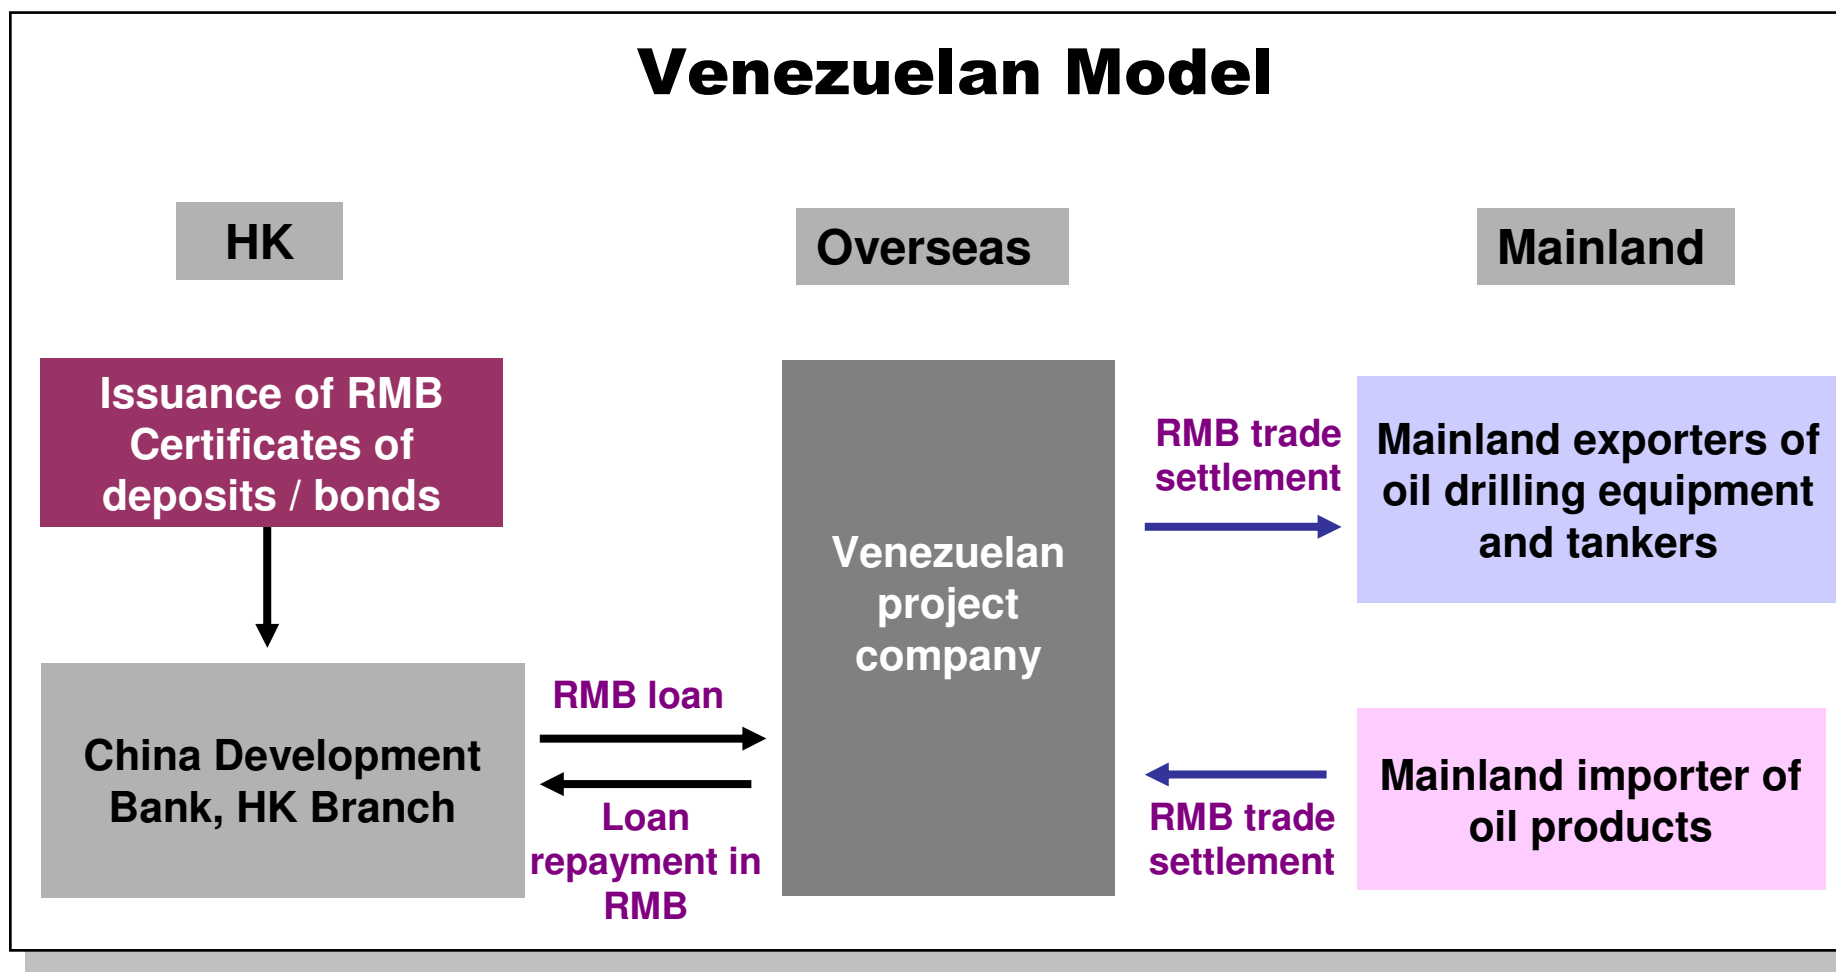 Venezuelan Model
HK
Overseas
Mainland
Issuance of RMB
Certificates of
deposits / bonds
China Development
Bank, HK Branch
RMB loan
Loan
repayment in
RMB
Venezuelan
project
company
RMB trade
settlement
Mainland exporters of
oil drilling equipment
and tankers
RMB trade
settlement
Mainland importer of
oil products